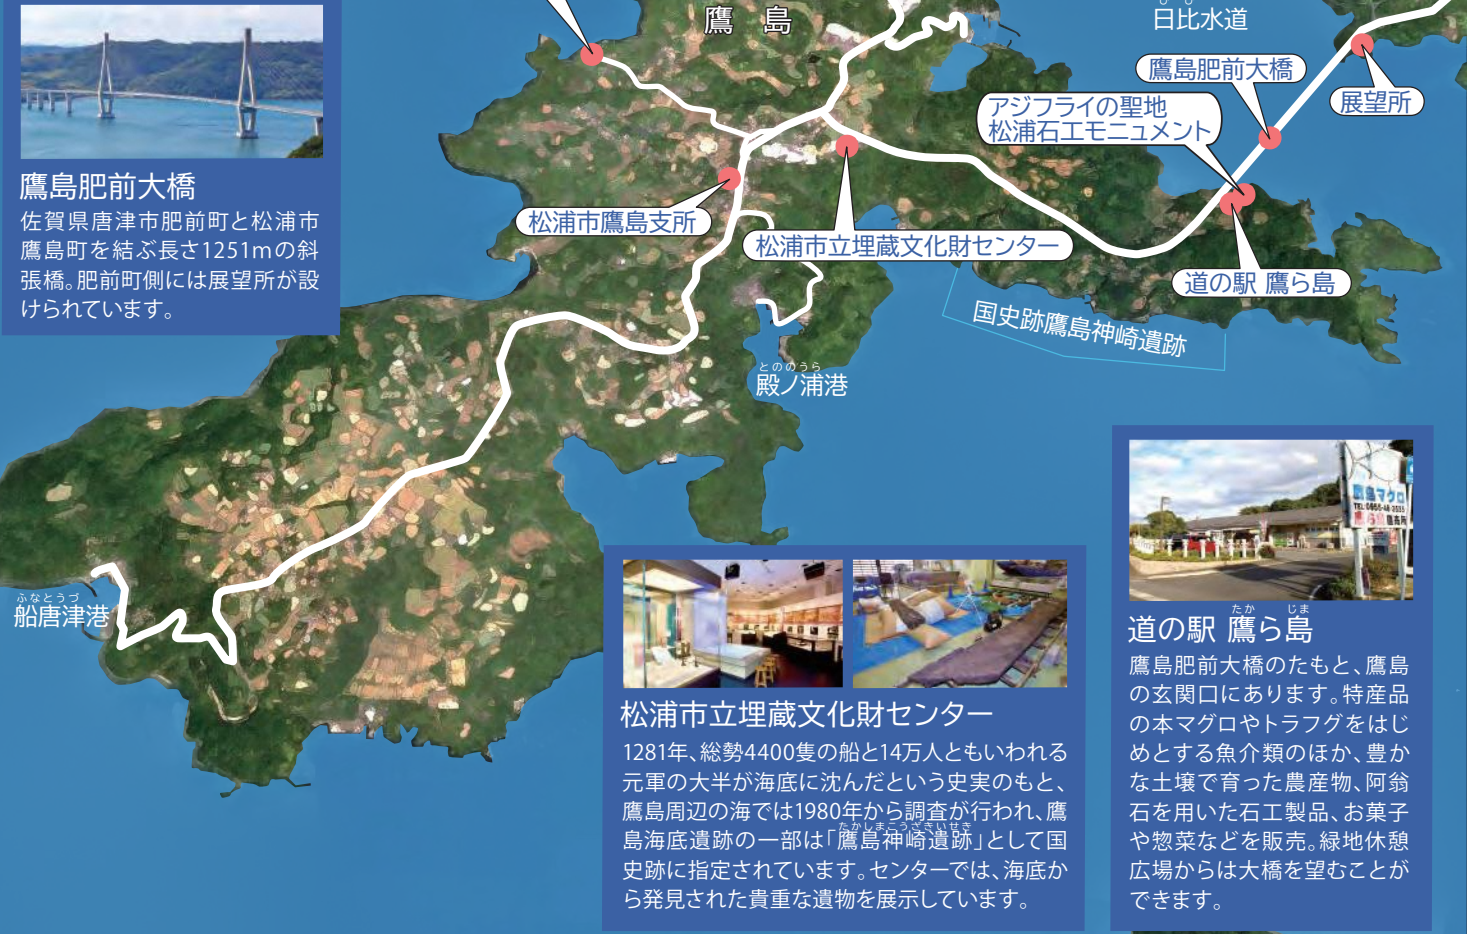 鷹島
日比水道
鷹島肥前大橋
展望所
アジフライの聖地
松浦石工モニュメント
松浦市鷹島支所
松浦市立埋蔵文化財センター
道の駅 鷹ら島
国史跡鷹島神崎遺跡
とののうら
殿ノ浦港
ふなとうづ
船唐津港
鷹島肥前大橋
佐賀県唐津市肥前町と松浦市
鷹島町を結ぶ長さ1251mの斜
張橋。肥前町側には展望所が設
けられています。
松浦市立埋蔵文化財センター
1281年、総勢4400隻の船と14万人ともいわれる
元軍の大半が海底に沈んだという史実のもと、
鷹島周辺の海では1980年から調査が行われ、鷹
たかしまこうざきいせき
島海底遺跡の一部は「鷹島神崎遺跡」として国
史跡に指定されています。センターでは、海底か
ら発見された貴重な遺物を展示しています。
鷹島マグロ
たか じま
道の駅 鷹ら島
鷹島肥前大橋のたもと、鷹島
の玄関口にあります。特産品
の本マグロやトラフグをはじ
めとする魚介類のほか、豊か
な土壌で育った農産物、阿翁
石を用いた石工製品、お菓子
や惣菜などを販売。緑地休憩
広場からは大橋を望むことが
できます。